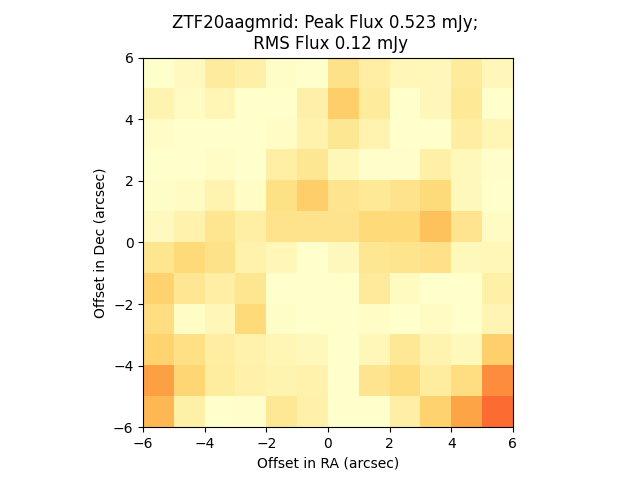 ZTF20aagmrid: Peak Flux 0.523 mJy;
RMS Flux 0.12 mJy
6
4
2
0
−2
−4
−6
Offset in Dec (arcsec)
−6 −4 −2 0 2 4 6
Offset in RA (arcsec)